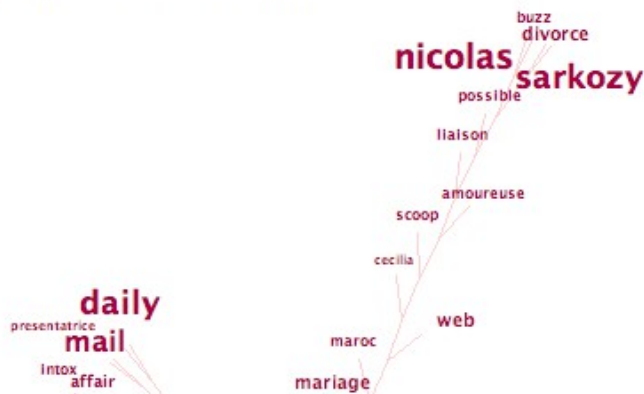 buzz
divorce
nicolas
sarkozy
possible
liaison
amoureuse
scoop
cecilia
daily
web
presentatrice
mail
maroc
intox
affair
mariage